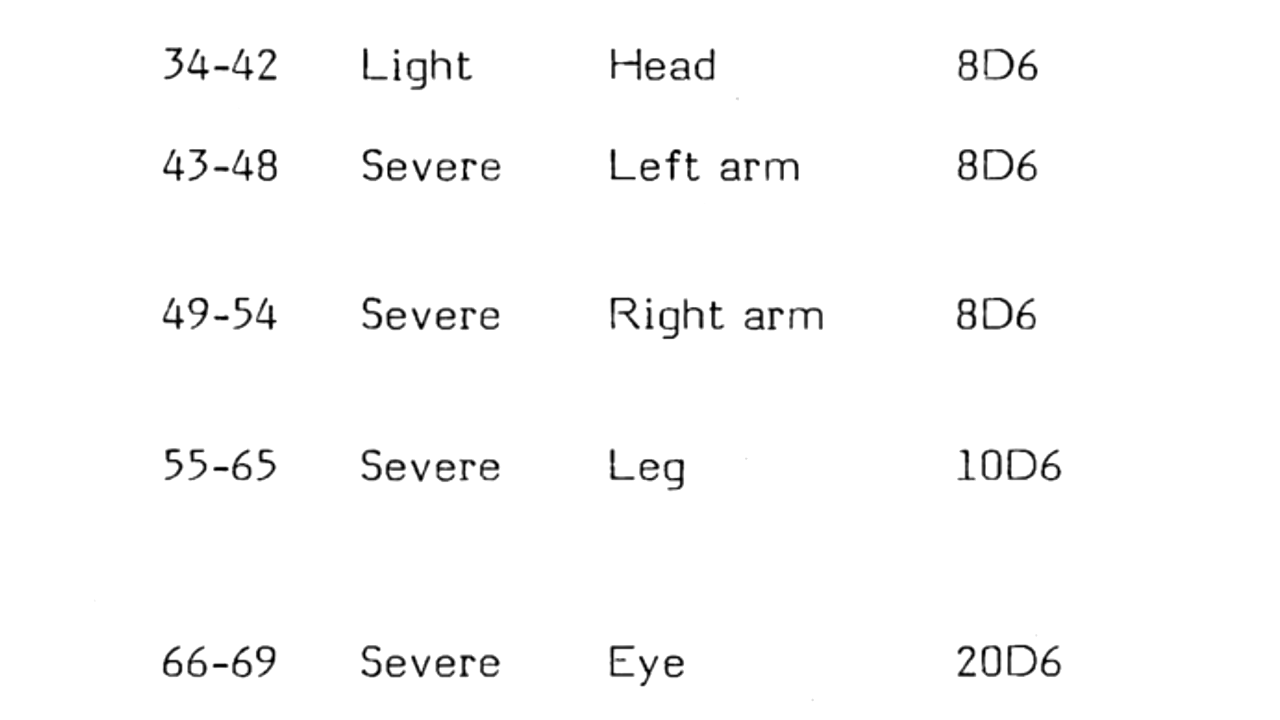 34-42 Light Head 8D6
43-48 Severe Left arm 8D6
49-54 Severe Right arm 8D6
55-65 Severe Leg 10D6
66-69 Severe Eye 20D6